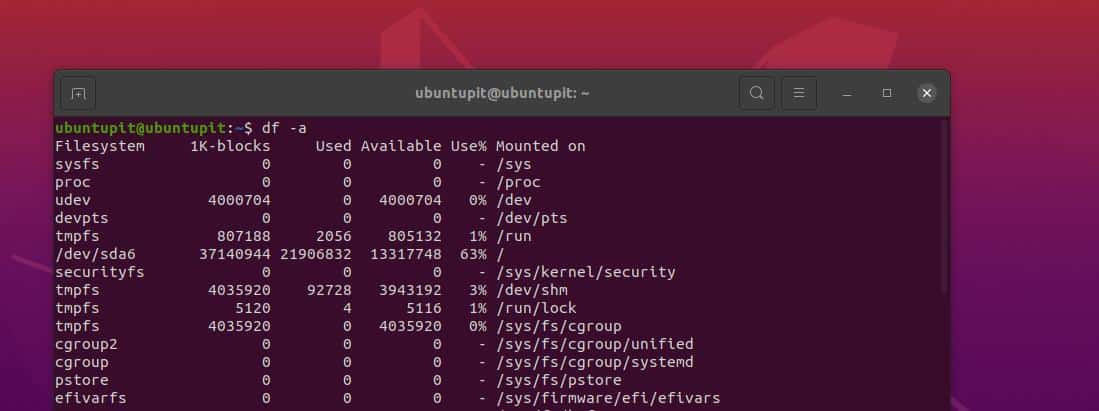 ubuntupit@ubuntupit: ~
ubuntupit@ubuntupit:~$ df -a
Filesystem     1K-blocks     Used Available Use% Mounted on
sysfs                  0        0         0    - /sys
proc                   0        0         0    - /proc
udev             4000704        0   4000704   0% /dev
devpts                 0        0         0    - /dev/pts
tmpfs             807188     2056    805132   1% /run
/dev/sda6       37140944 21906832  13317748  63% /
securityfs             0        0         0    - /sys/kernel/security
tmpfs            4035920    92728   3943192   3% /dev/shm
tmpfs               5120        4      5116   1% /run/lock
tmpfs            4035920        0   4035920   0% /sys/fs/cgroup
cgroup2                0        0         0    - /sys/fs/cgroup/unified
cgroup                 0        0         0    - /sys/fs/cgroup/systemd
pstore                 0        0         0    - /sys/fs/pstore
efivarfs               0        0         0    - /sys/firmware/efi/efivars